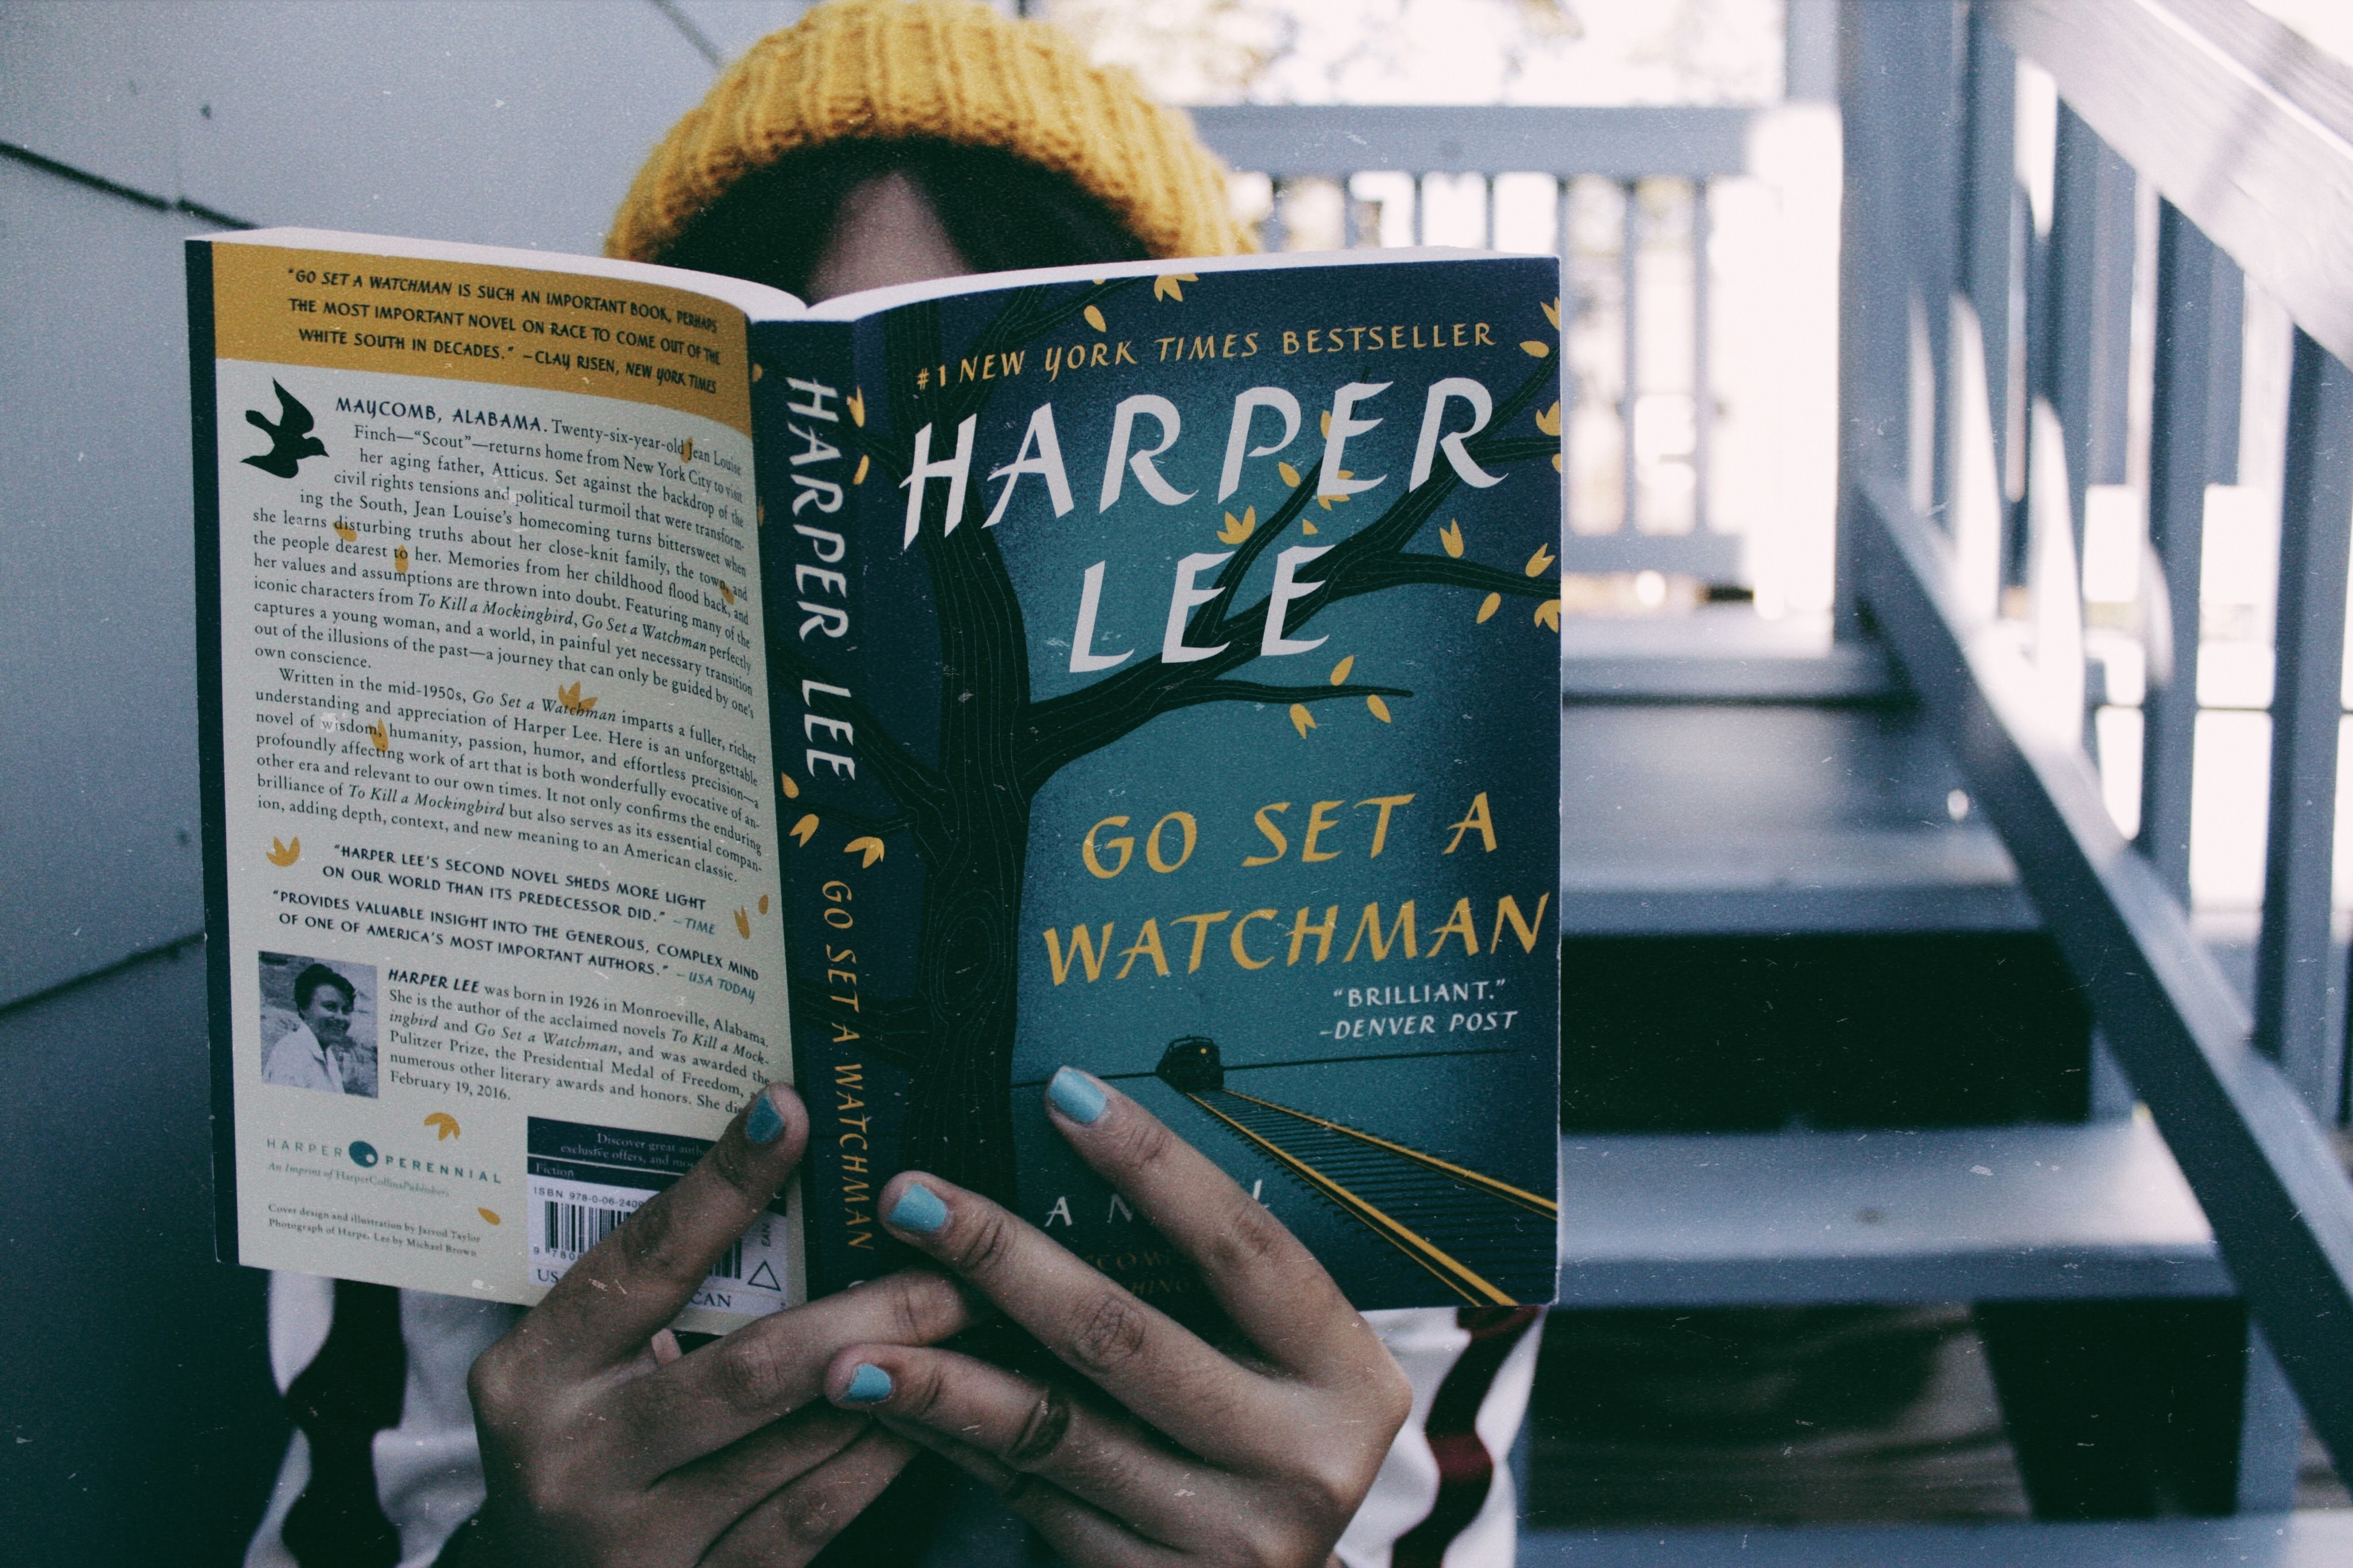 "GO SET A WATCHMAN IS SUCH AN IMPORTANT BOOK, PERHAPS
THE MOST IMPORTANT NOVEL ON RACE TO COME OUT OF THE
WHITE SOUTH IN DECADES." —CLAY RISEN, NEW YORK TIMES
MAYCOMB, ALABAMA. Twenty-six-year-old Jean Louise
Finch—"Scout"—returns home from New York City to visit
her aging father, Atticus. Set against the backdrop of the
civil rights tensions and political turmoil that were transform-
ing the South, Jean Louise's homecoming turns bittersweet when
she learns disturbing truths about her close-knit family, the town, and
the people dearest to her. Memories from her childhood flood back, and
her values and assumptions are thrown into doubt. Featuring many of the
iconic characters from To Kill a Mockingbird, Go Set a Watchman perfectly
captures a young woman, and a world, in painful yet necessary transition
out of the illusions of the past—a journey that can only be guided by one's
own conscience.
Written in the mid-1950s, Go Set a Watchman imparts a fuller, richer
understanding and appreciation of Harper Lee. Here is an unforgettable
novel of wisdom, humanity, passion, humor, and effortless precision—a
profoundly affecting work of art that is both wonderfully evocative of an-
other era and relevant to our own times. It not only confirms the enduring
brilliance of To Kill a Mockingbird but also serves as its essential compan-
ion, adding depth, context, and new meaning to an American classic.
"HARPER LEE'S SECOND NOVEL SHEDS MORE LIGHT
ON OUR WORLD THAN ITS PREDECESSOR DID." —TIME
"PROVIDES VALUABLE INSIGHT INTO THE GENEROUS, COMPLEX MIND
OF ONE OF AMERICA'S MOST IMPORTANT AUTHORS." —USA TODAY
HARPER LEE was born in 1926 in Monroeville, Alabama.
She is the author of the acclaimed novels To Kill a Mock-
ingbird and Go Set a Watchman, and was awarded the
Pulitzer Prize, the Presidential Medal of Freedom,
numerous other literary awards and honors. She
February 19, 2016.
HARPER PERENNIAL
An Imprint of HarperCollinsPublishers
Cover design and illustration by Jarrod Taylor
Photograph of Harper Lee by Michael Brown
Discover great
exclusive offers, and
Fiction
ISBN 978-0-06-2409
9 780
EAN
US
CAN
HARPER LEE
GO SET A WATCHMAN
#1 NEW YORK TIMES BESTSELLER
HARPER
LEE
GO SET A
WATCHMAN
"BRILLIANT."
–DENVER POST
A